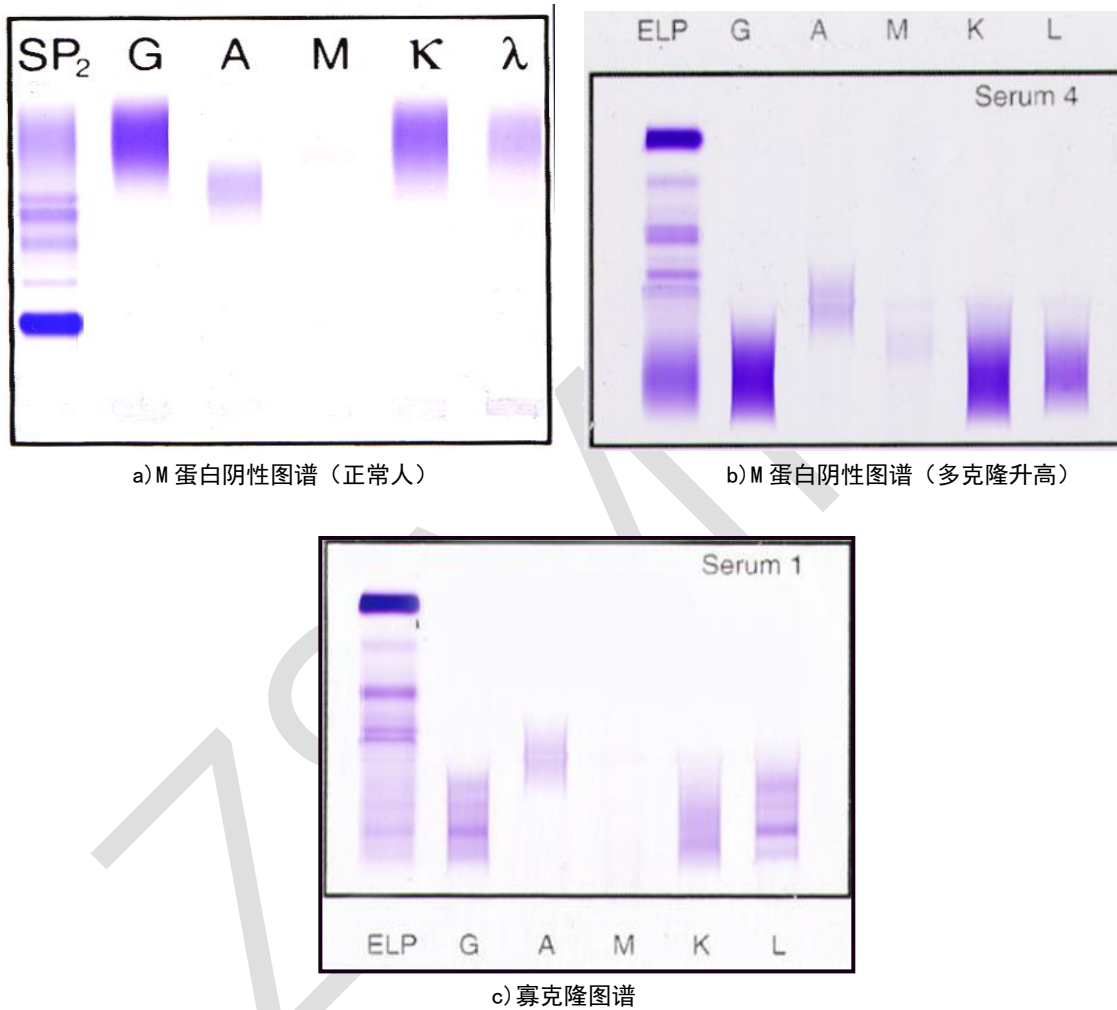 SP₂ G A M κ λ
ELP G A M K L
Serum 4
a)M 蛋白阴性图谱（正常人）
b)M 蛋白阴性图谱（多克隆升高）
Serum 1
ELP G A M K L
c)寡克隆图谱